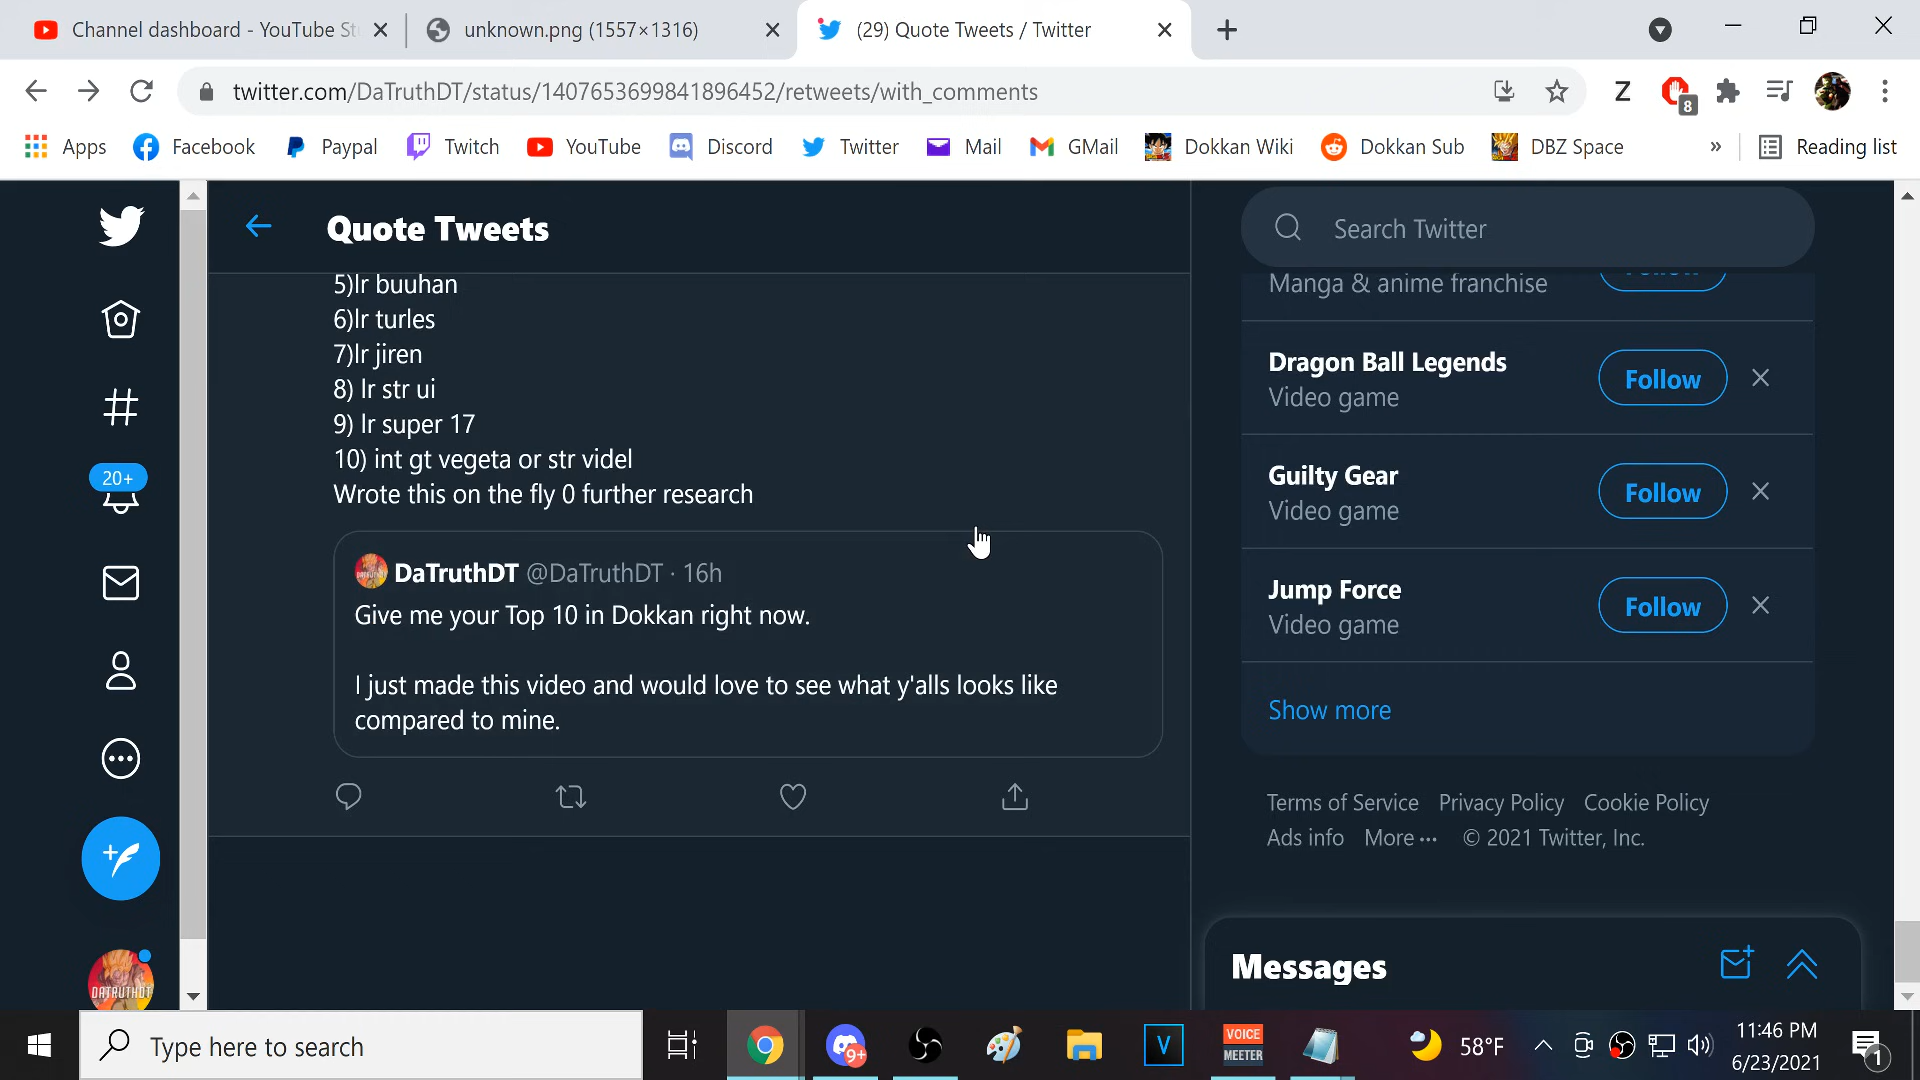 Channel dashboard - YouTube St
unknown.png (1557×1316)
(29) Quote Tweets / Twitter
twitter.com/DaTruthDT/status/1407653699841896452/retweets/with_comments
Z
8
Apps
Facebook
Paypal
Twitch
YouTube
Discord
Twitter
Mail
GMail
Dokkan Wiki
Dokkan Sub
DBZ Space
»
Reading list
Quote Tweets
5)lr buuhan
6)lr turles
7)lr jiren
8) lr str ui
9) lr super 17
10) int gt vegeta or str videl
Wrote this on the fly 0 further research
DaTruthDT @DaTruthDT · 16h
Give me your Top 10 in Dokkan right now.
I just made this video and would love to see what y'alls looks like
compared to mine.
20+
DATRUTHDT
Search Twitter
Manga & anime franchise
Dragon Ball Legends
Video game
Follow
Guilty Gear
Video game
Follow
Jump Force
Video game
Follow
Show more
Terms of Service Privacy Policy Cookie Policy
Ads info More ··· © 2021 Twitter, Inc.
Messages
Type here to search
9+
V
VOICE
MEETER
58°F
11:46 PM
6/23/2021
1